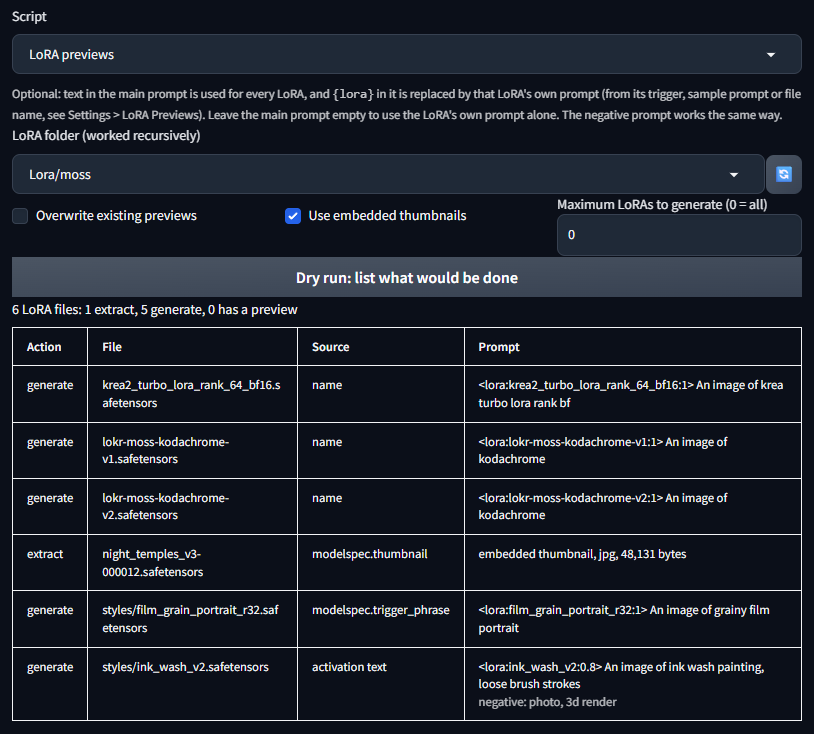 Script
LoRA previews
Optional: text in the main prompt is used for every LoRA, and {lora} in it is replaced by that LoRA's own prompt (from its trigger, sample prompt or file
name, see Settings > LoRA Previews). Leave the main prompt empty to use the LoRA's own prompt alone. The negative prompt works the same way.
LoRA folder (worked recursively)
Lora/moss
Overwrite existing previews
Use embedded thumbnails
Maximum LoRAs to generate (0 = all)
0
Dry run: list what would be done
6 LoRA files: 1 extract, 5 generate, 0 has a preview
Action File Source Prompt
generate krea2_turbo_lora_rank_64_bf16.s name <lora:krea2_turbo_lora_rank_64_bf16:1> An image of krea
afetensors turbo lora rank bf
generate lokr-moss-kodachrome- name <lora:lokr-moss-kodachrome-v1:1> An image of
v1.safetensors kodachrome
generate lokr-moss-kodachrome- name <lora:lokr-moss-kodachrome-v2:1> An image of
v2.safetensors kodachrome
extract night_temples_v3- modelspec.thumbnail embedded thumbnail, jpg, 48,131 bytes
000012.safetensors
generate styles/film_grain_portrait_r32.saf modelspec.trigger_phrase <lora:film_grain_portrait_r32:1> An image of grainy film
etensors portrait
generate styles/ink_wash_v2.safetensors activation text <lora:ink_wash_v2:0.8> An image of ink wash painting,
loose brush strokes
negative: photo, 3d render